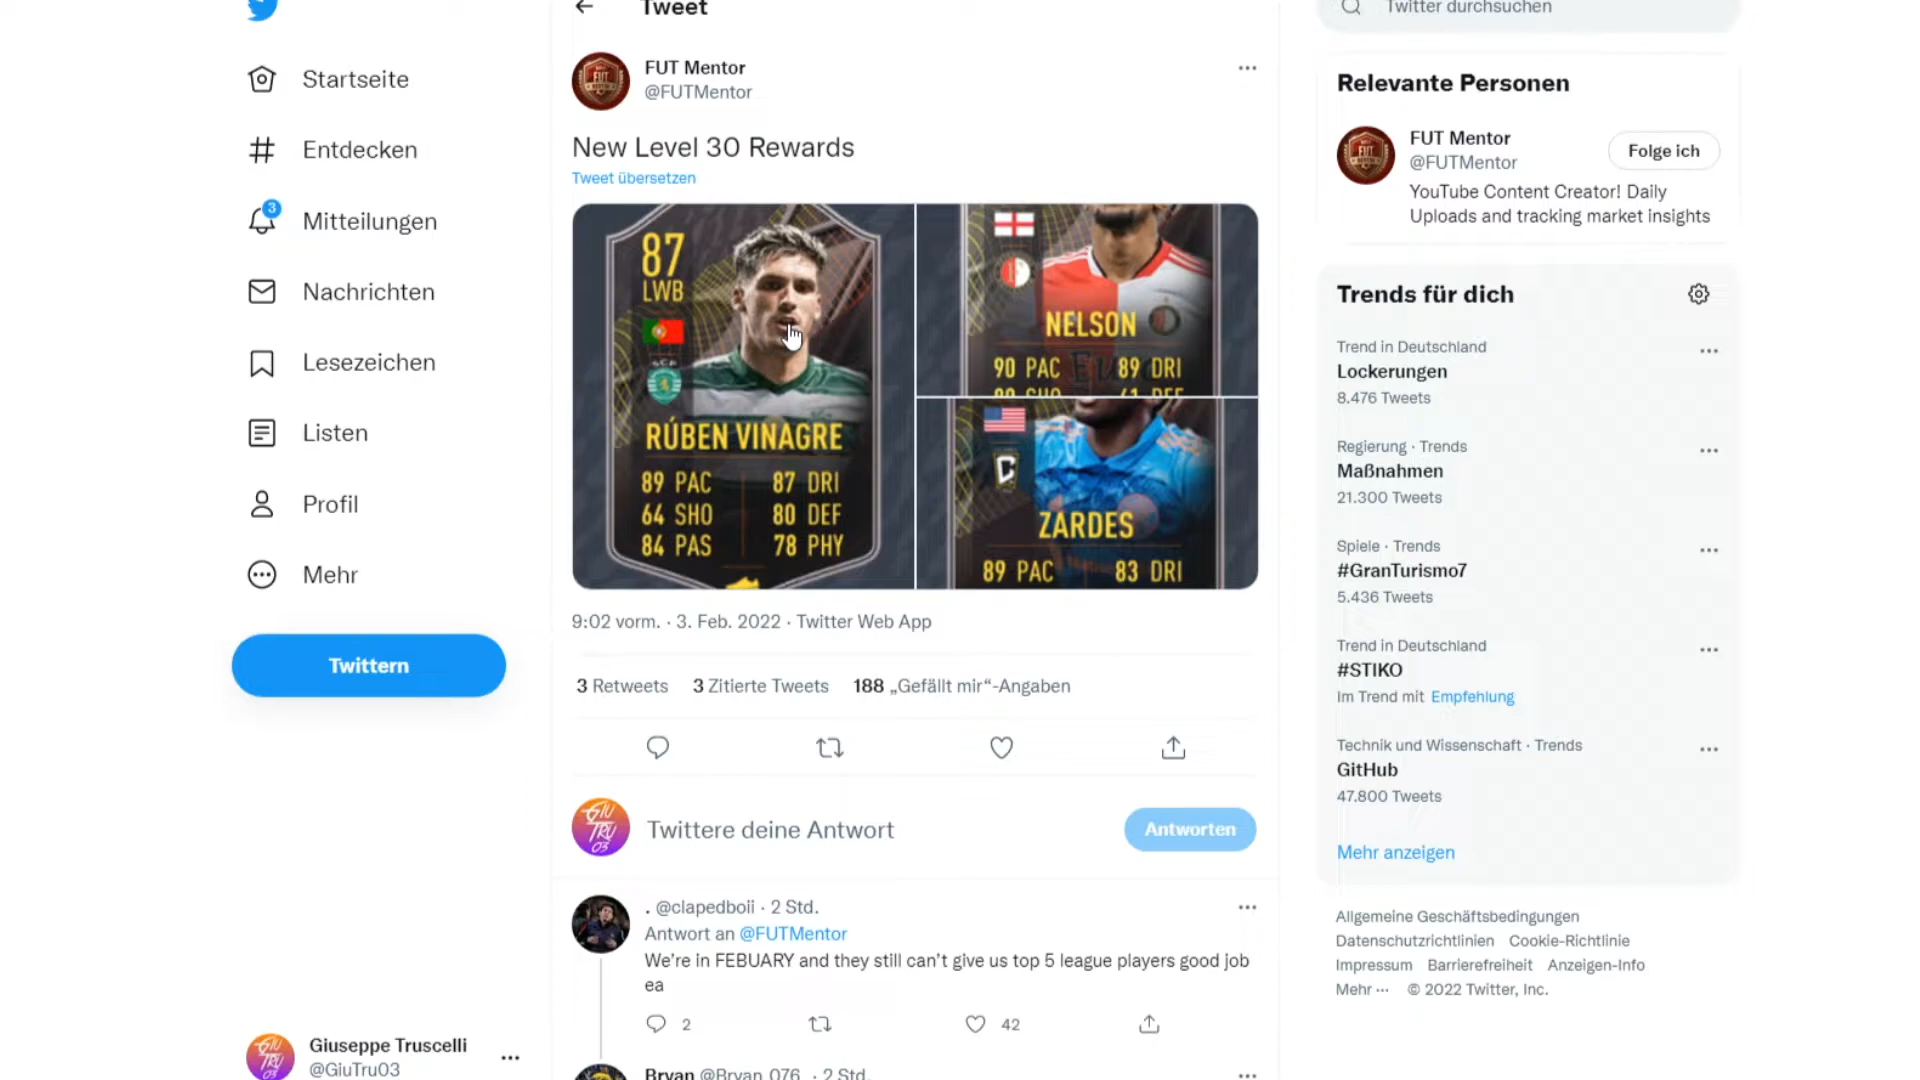 Tweet
Twitter durchsuchen
Startseite
Entdecken
3
Mitteilungen
Nachrichten
Lesezeichen
Listen
Profil
Mehr
Twittern
Giuseppe Truscelli
@GiuTru03
FUT Mentor
@FUTMentor
New Level 30 Rewards
Tweet übersetzen
87
LWB
RÚBEN VINAGRE
89 PAC 87 DRI
64 SHO 80 DEF
84 PAS 78 PHY
NELSON
90 PAC 89 DRI
ZARDES
89 PAC 83 DRI
9:02 vorm. · 3. Feb. 2022 · Twitter Web App
3 Retweets 3 Zitierte Tweets 188 „Gefällt mir“-Angaben
GIU
TRU
03
Twittere deine Antwort
Antworten
. @clapedboii · 2 Std.
Antwort an @FUTMentor
We're in FEBUARY and they still can't give us top 5 league players good job
ea
2 42
Bryan @Bryan_076_ · 2 Std.
Relevante Personen
FUT Mentor
@FUTMentor
Folge ich
YouTube Content Creator! Daily
Uploads and tracking market insights
Trends für dich
Trend in Deutschland
Lockerungen
8.476 Tweets
Regierung · Trends
Maßnahmen
21.300 Tweets
Spiele · Trends
#GranTurismo7
5.436 Tweets
Trend in Deutschland
#STIKO
Im Trend mit Empfehlung
Technik und Wissenschaft · Trends
GitHub
47.800 Tweets
Mehr anzeigen
Allgemeine Geschäftsbedingungen
Datenschutzrichtlinien Cookie-Richtlinie
Impressum Barrierefreiheit Anzeigen-Info
Mehr ··· © 2022 Twitter, Inc.